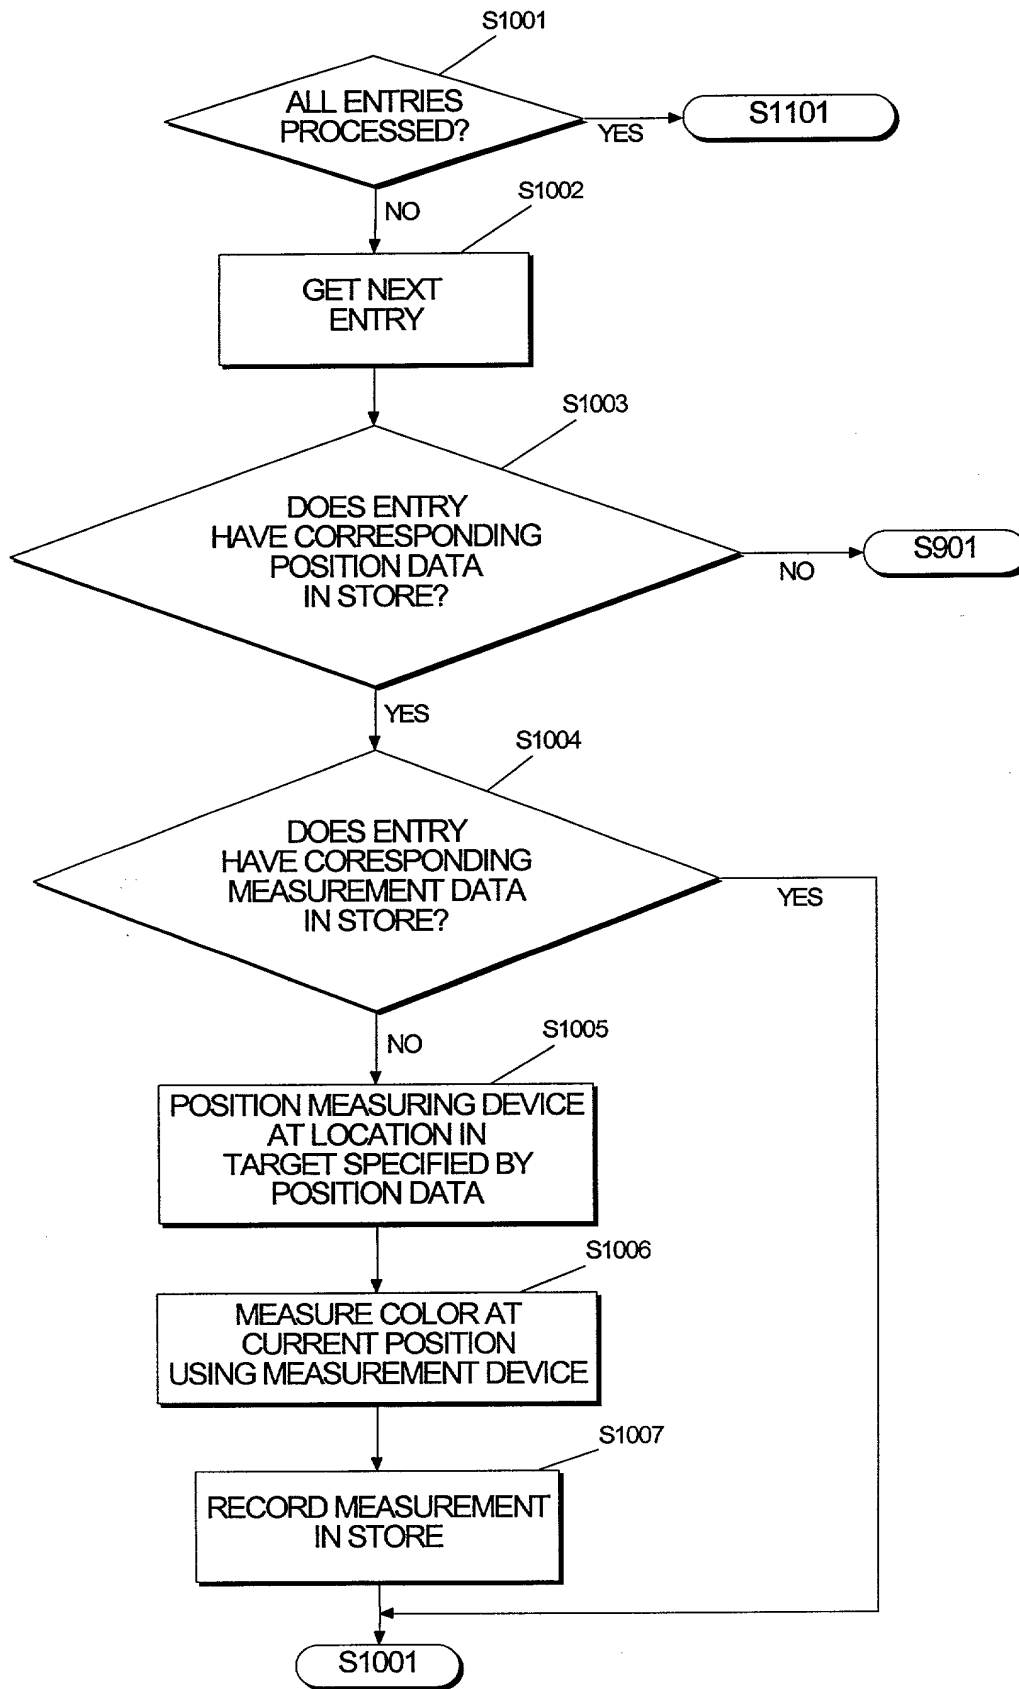 S1001
ALL ENTRIES
PROCESSED?
YES
S1101
NO
S1002
GET NEXT
ENTRY
S1003
DOES ENTRY
HAVE CORRESPONDING
POSITION DATA
IN STORE?
NO
S901
YES
S1004
DOES ENTRY
HAVE CORESPONDING
MEASUREMENT DATA
IN STORE?
YES
NO
S1005
POSITION MEASURING DEVICE
AT LOCATION IN
TARGET SPECIFIED BY
POSITION DATA
S1006
MEASURE COLOR AT
CURRENT POSITION
USING MEASUREMENT DEVICE
S1007
RECORD MEASUREMENT
IN STORE
S1001